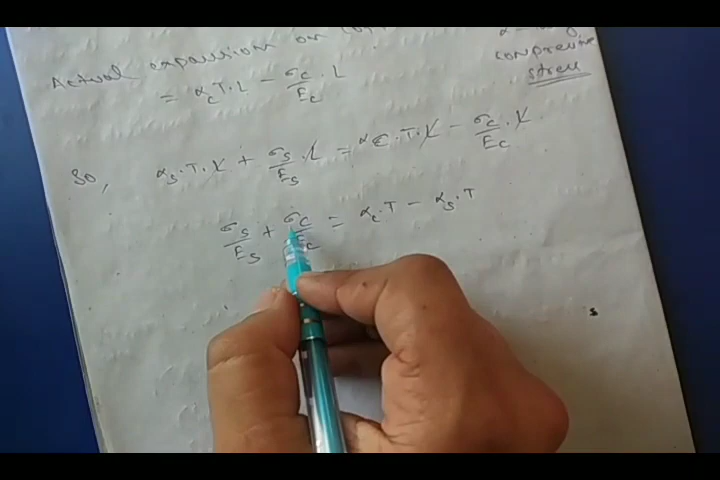 Actual expansion on
= α_c T·L − σ_c/E_c · L
compressive
stress
So, α_s·T·L + σ_s/E_s·L = α_c·T·L − σ_c/E_c·L
σ_s/E_s + σ_c/E_c = α_c·T − α_s·T
s